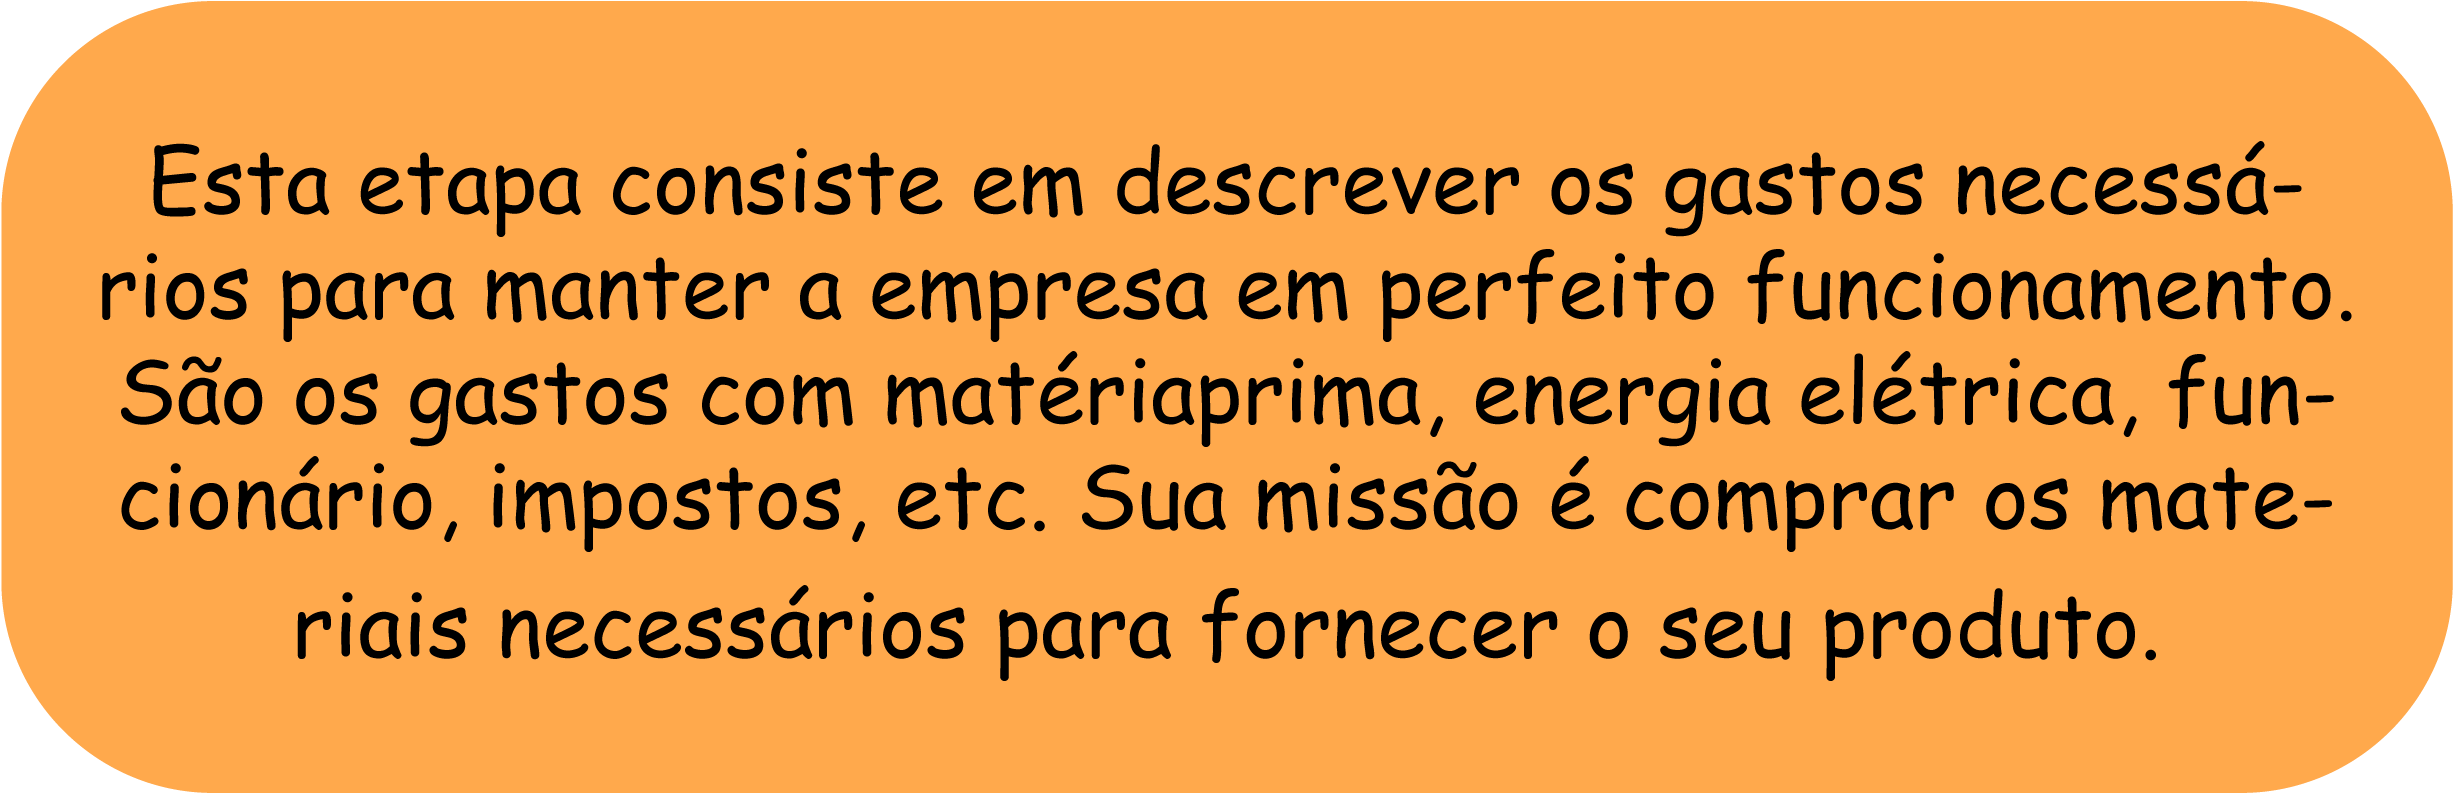 Esta etapa consiste em descrever os gastos necessá-
rios para manter a empresa em perfeito funcionamento.
São os gastos com matériaprima, energia elétrica, fun-
cionário, impostos, etc. Sua missão é comprar os mate-
riais necessários para fornecer o seu produto.